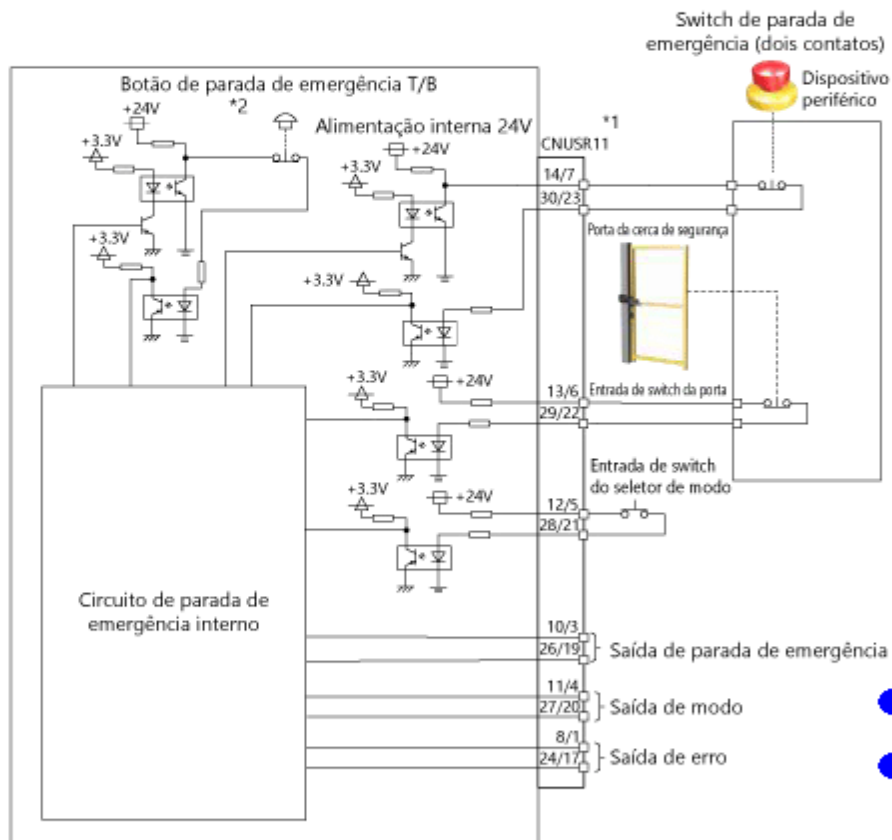 Switch de parada de
emergência (dois contatos)
Dispositivo
periférico
Botão de parada de emergência T/B
*2
+24V
+3.3V
Alimentação interna 24V
+24V
+3.3V
*1
CNUSR11
14/7
30/23
+3.3V
+3.3V
Porta da cerca de segurança
+3.3V
+24V
13/6
Entrada de switch da porta
29/22
Entrada de switch
do seletor de modo
+3.3V
+24V
12/5
28/21
Circuito de parada de
emergência interno
10/3
26/19
Saída de parada de emergência
11/4
27/20
Saída de modo
8/1
24/17
Saída de erro